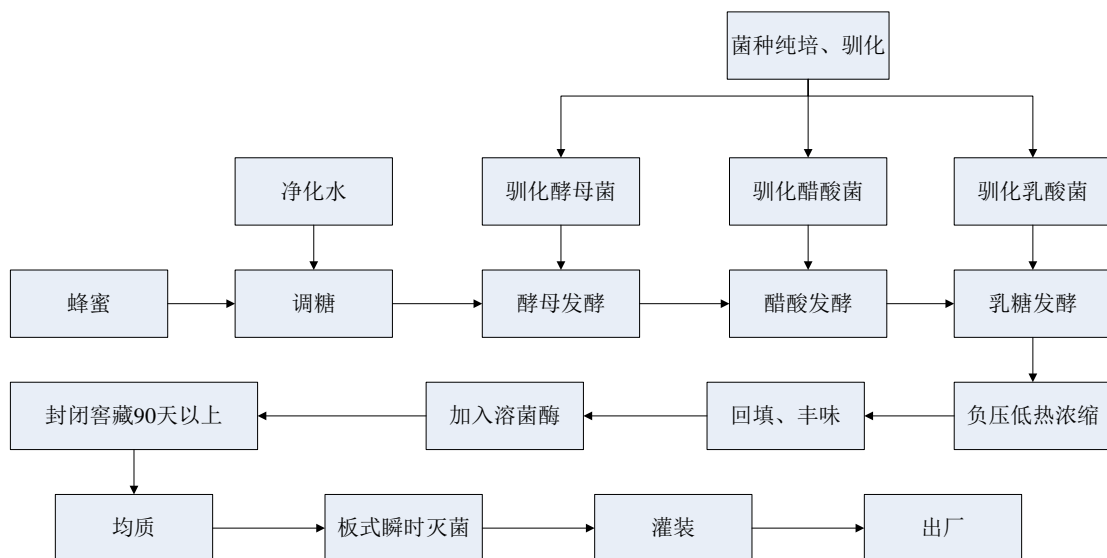 菌种纯培、驯化
净化水
驯化酵母菌
驯化醋酸菌
驯化乳酸菌
蜂蜜
调糖
酵母发酵
醋酸发酵
乳糖发酵
封闭窖藏90天以上
加入溶菌酶
回填、丰味
负压低热浓缩
均质
板式瞬时灭菌
灌装
出厂